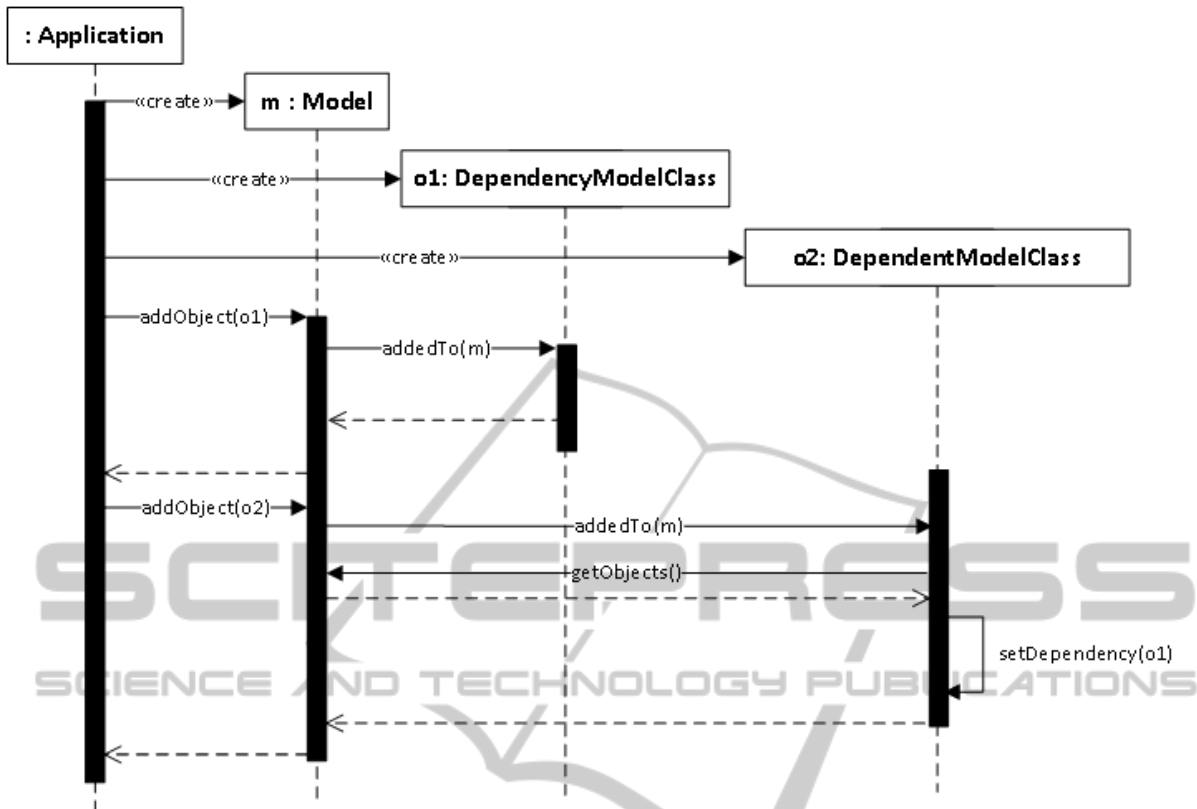 : Application
«create»
m : Model
«create»
o1: DependencyModelClass
«create»
o2: DependentModelClass
addObject(o1)
addedTo(m)
addObject(o2)
addedTo(m)
getObjects()
setDependency(o1)
SCITEPRESS
SCIENCE AND TECHNOLOGY PUBLICATIONS